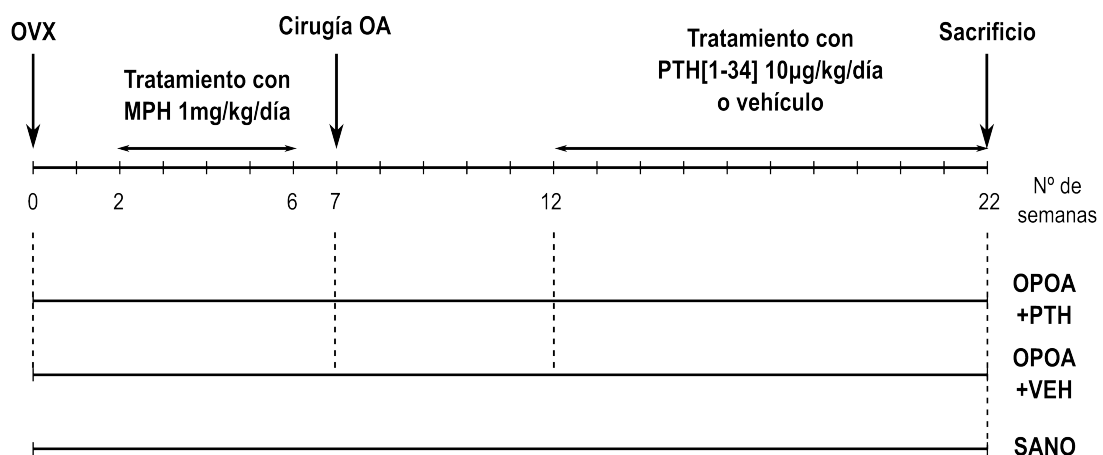 OVX
Cirugía OA
Tratamiento con
MPH 1mg/kg/día
Tratamiento con
PTH[1-34] 10µg/kg/día
o vehículo
Sacrificio
0 2 6 7 12 22
Nº de
semanas
OPOA
+PTH
OPOA
+VEH
SANO